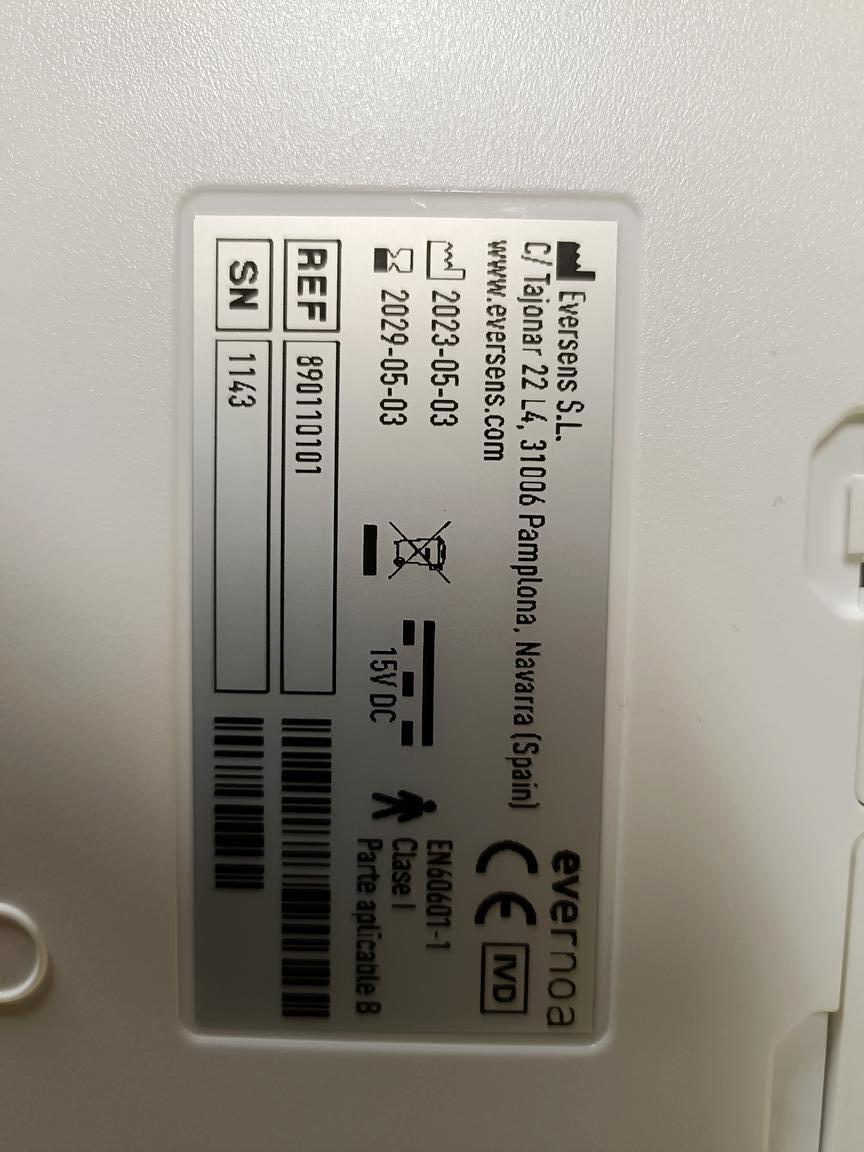 Eversens S.L.
C/ Tajonar 22 L4, 31006 Pamplona, Navarra (Spain)
www.eversens.com
evernoa
CE IVD
2023-05-03
2029-05-03
15V DC
EN60601-1
Clase I
Parte aplicable B
REF 890110101
SN 1143